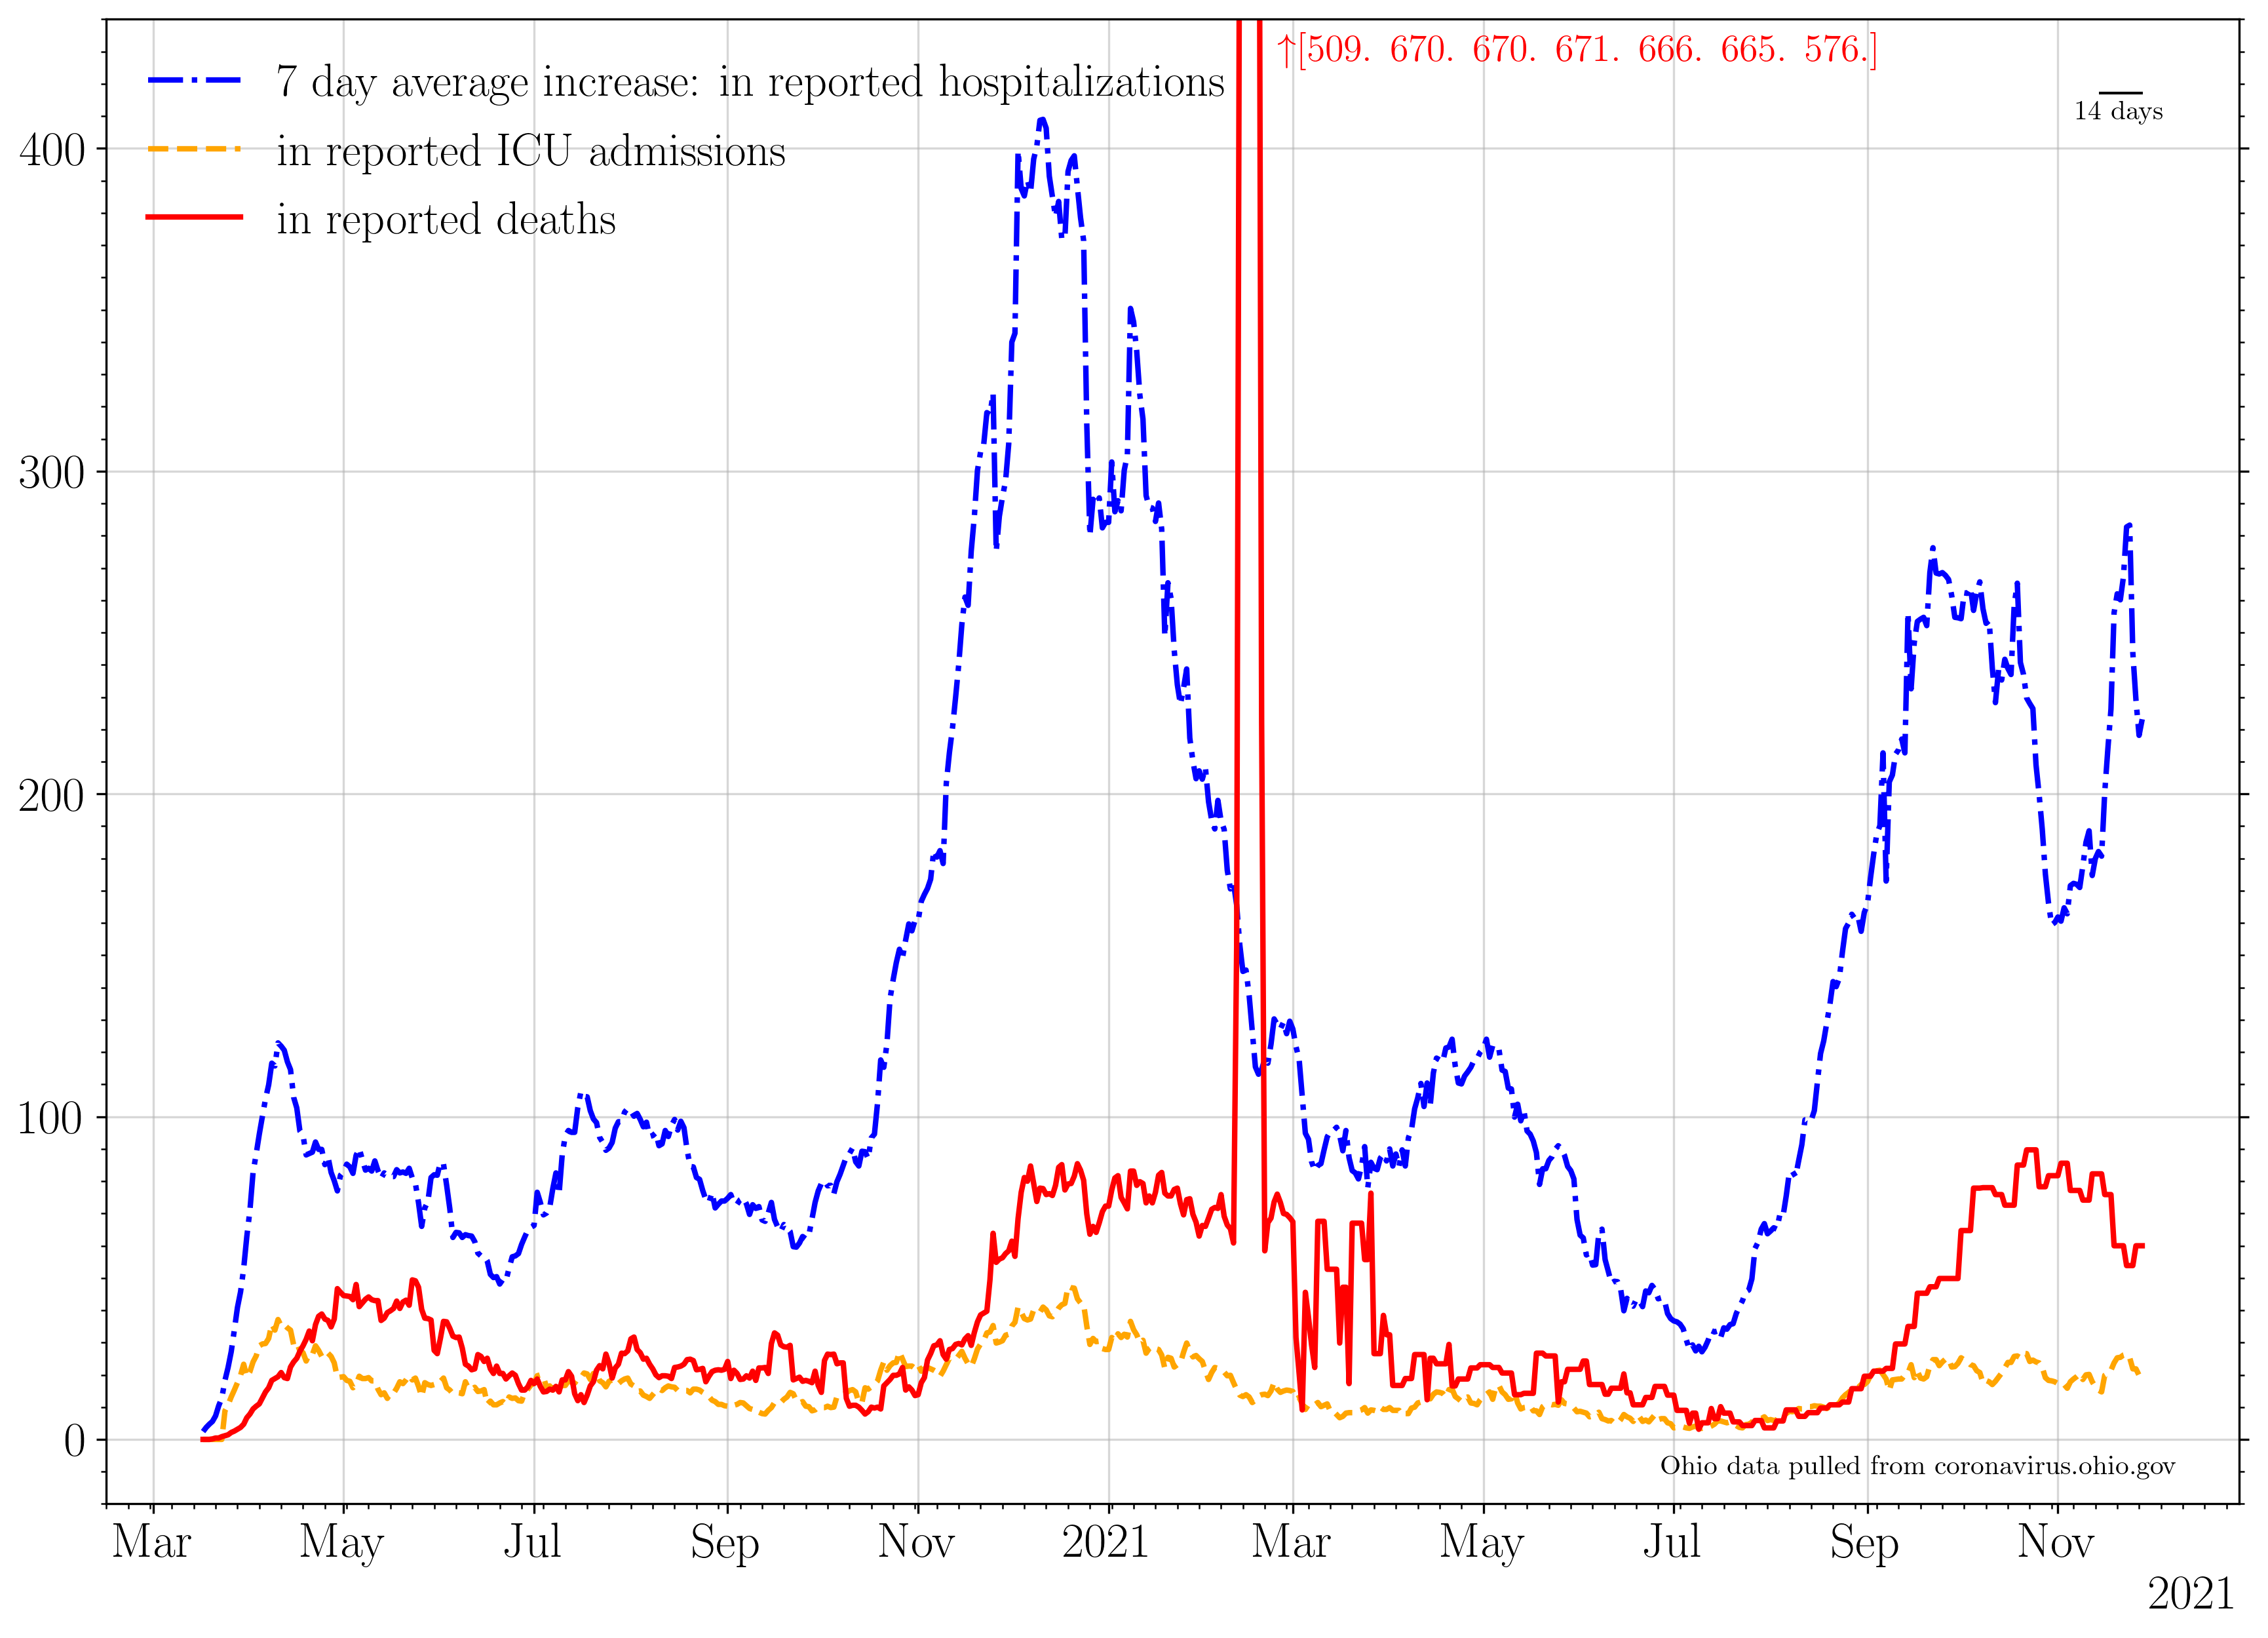 ↑[509. 670. 670. 671. 666. 665. 576.]
7 day average increase: in reported hospitalizations
in reported ICU admissions
in reported deaths
14 days
400
300
200
100
0
Ohio data pulled from coronavirus.ohio.gov
Mar May Jul Sep Nov 2021 Mar May Jul Sep Nov
2021